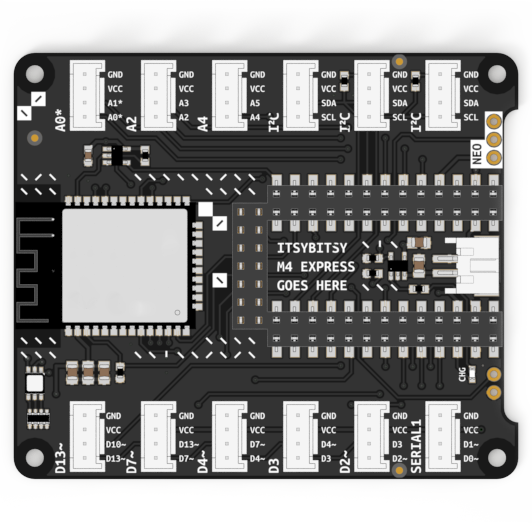 GND
VCC
A1*
A0*
A0*
GND
VCC
A3
A2
A2
GND
VCC
A5
A4
A4
GND
VCC
SDA
SCL
I²C
GND
VCC
SDA
SCL
I²C
GND
VCC
SDA
SCL
I²C
NEO
ITSYBITSY
M4 EXPRESS
GOES HERE
CHG
GND
VCC
D10~
D13~
D13~
GND
VCC
D13~
D7~
D7~
GND
VCC
D7~
D4~
D4~
GND
VCC
D4~
D3
D3
GND
VCC
D3
D2~
D2~
GND
VCC
D1~
D0~
SERIAL1